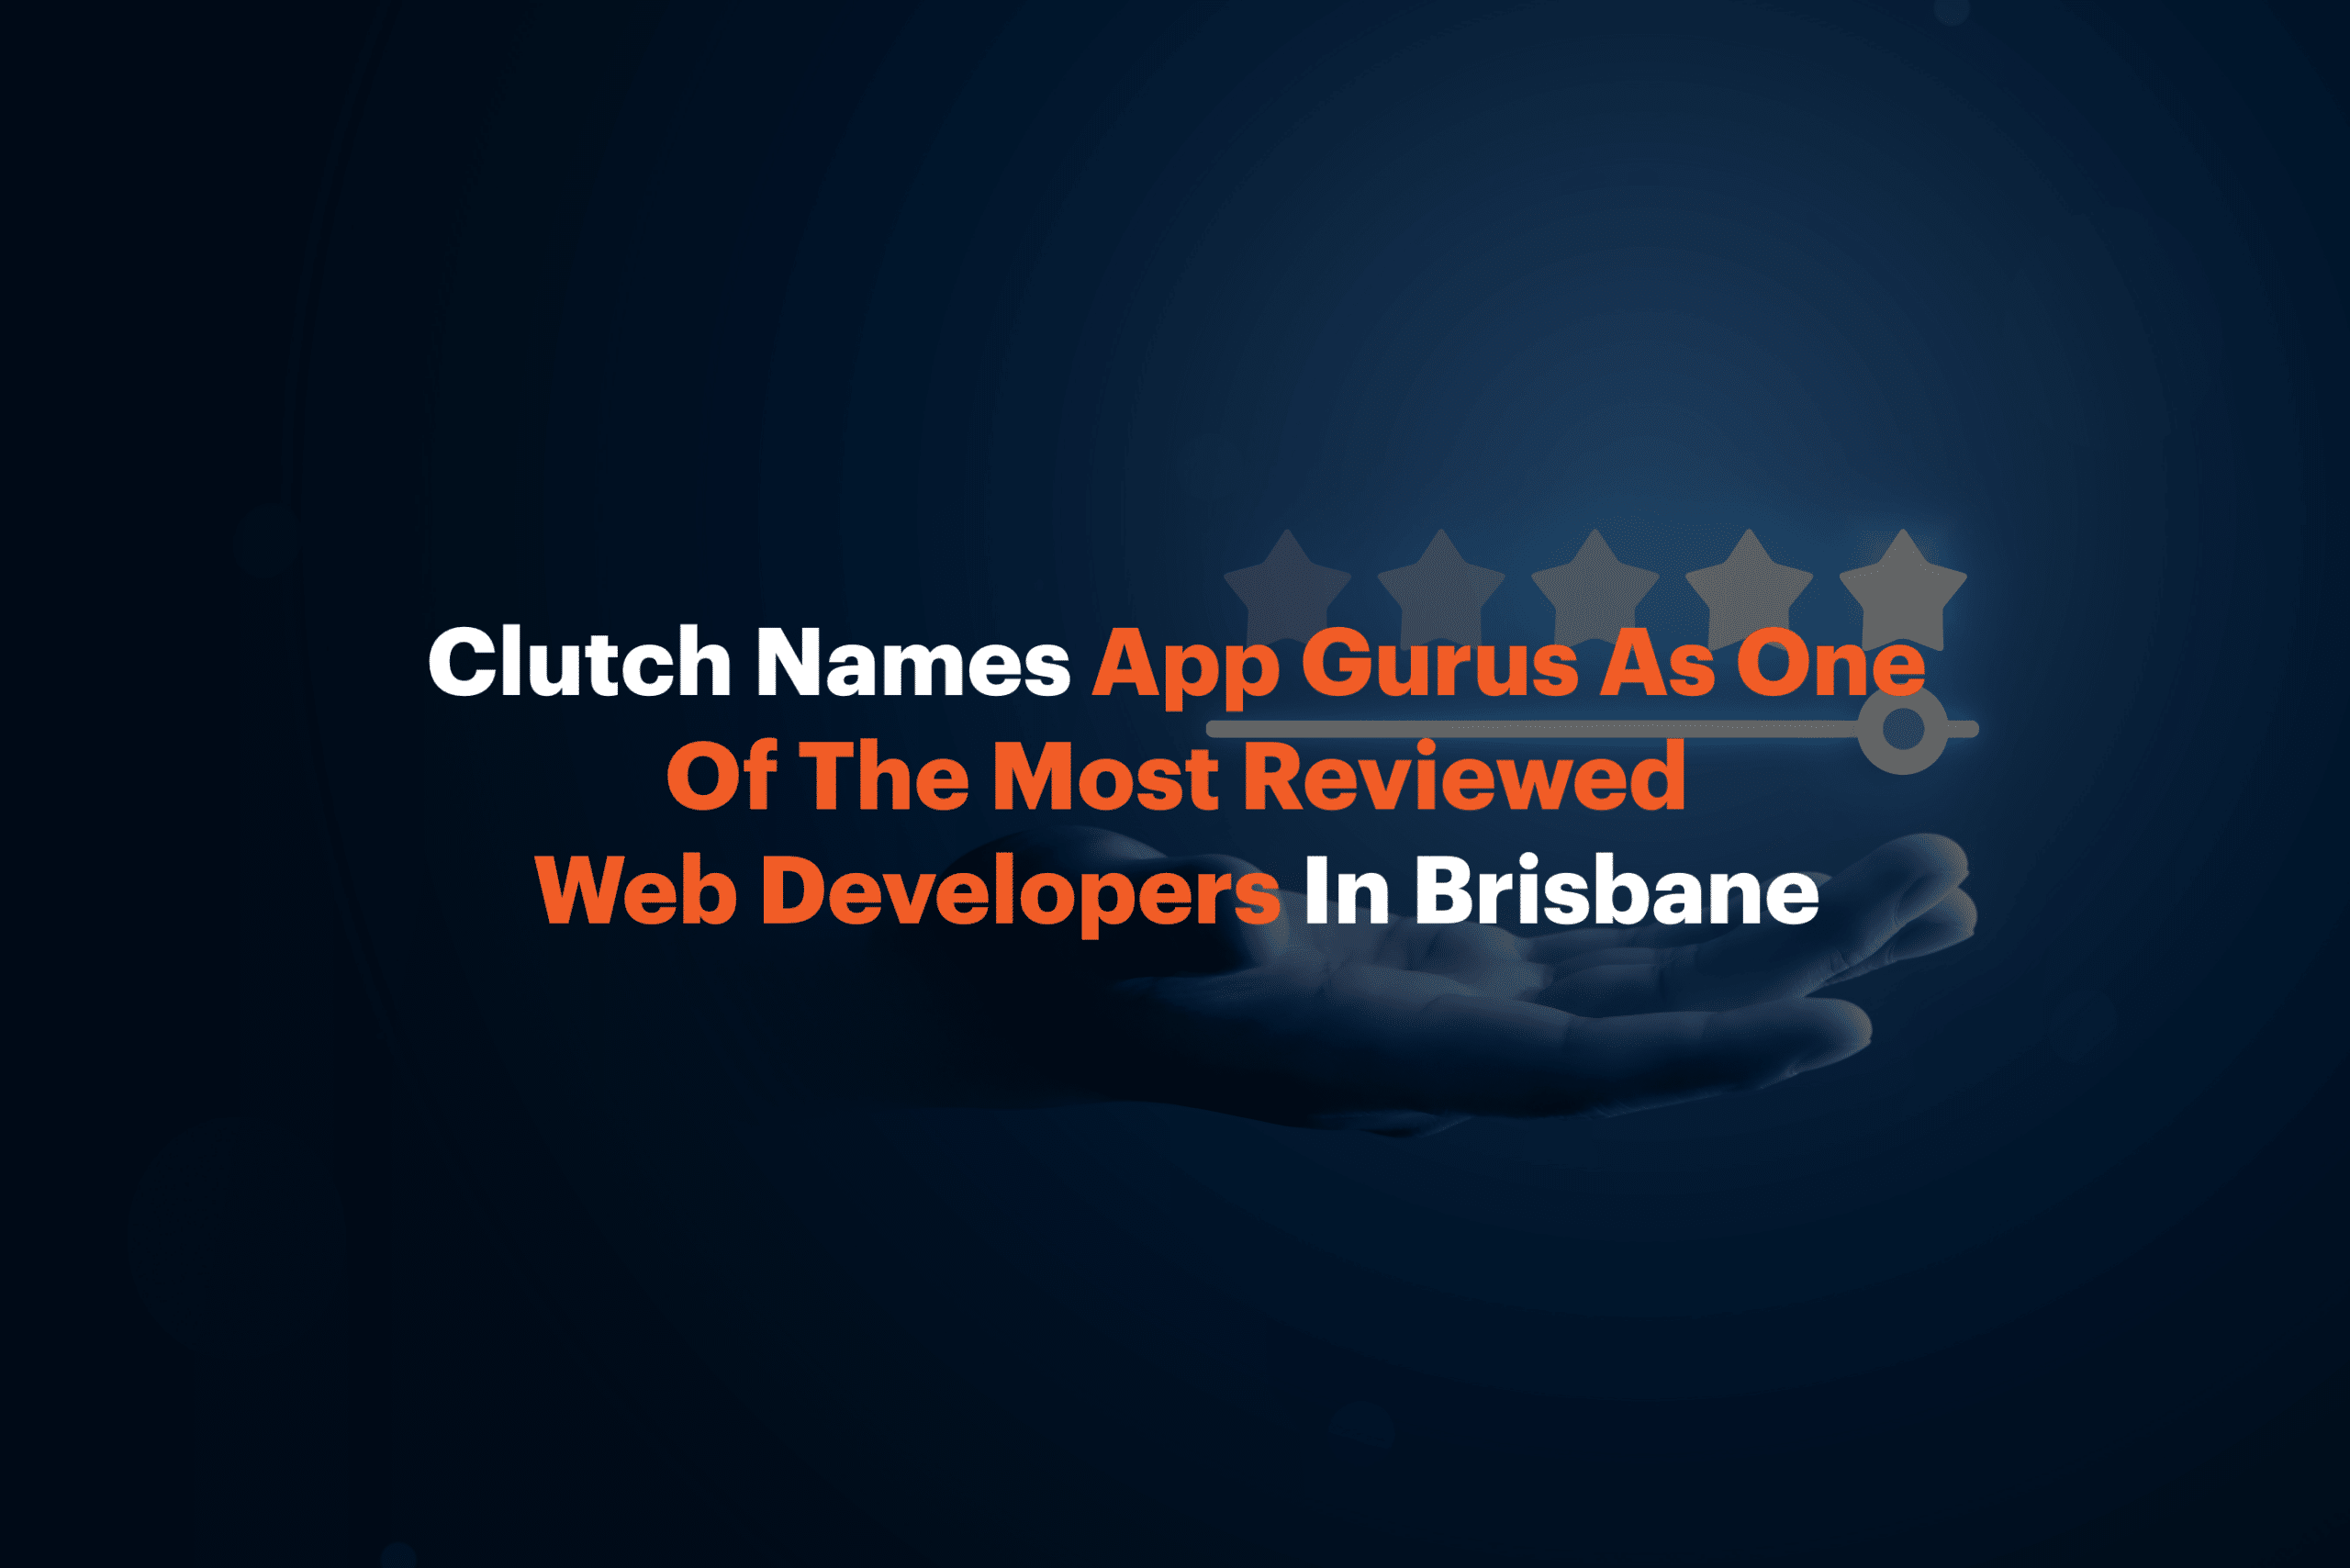 Clutch Names App Gurus As One
Of The Most Reviewed
Web Developers In Brisbane